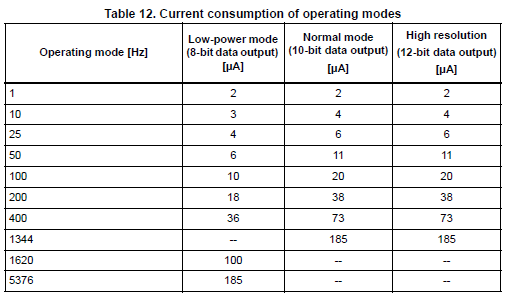 Table 12. Current consumption of operating modes
Operating mode [Hz] Low-power mode (8-bit data output) [µA] Normal mode (10-bit data output) [µA] High resolution (12-bit data output) [µA]
1 2 2 2
10 3 4 4
25 4 6 6
50 6 11 11
100 10 20 20
200 18 38 38
400 36 73 73
1344 -- 185 185
1620 100 -- --
5376 185 -- --